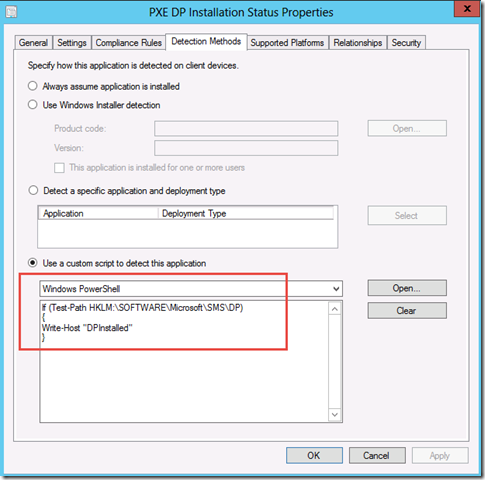 PXE DP Installation Status Properties
x
General Settings Compliance Rules Detection Methods Supported Platforms Relationships Security
Specify how this application is detected on client devices.
Always assume application is installed
Use Windows Installer detection
Product code:
Open...
Version:
This application is installed for one or more users
Detect a specific application and deployment type
Application Deployment Type
Select
Use a custom script to detect this application
Windows PowerShell
Open...
If (Test-Path HKLM:\SOFTWARE\Microsoft\SMS\DP)
Clear
{
Write-Host "DPInstalled"
}
OK Cancel Apply